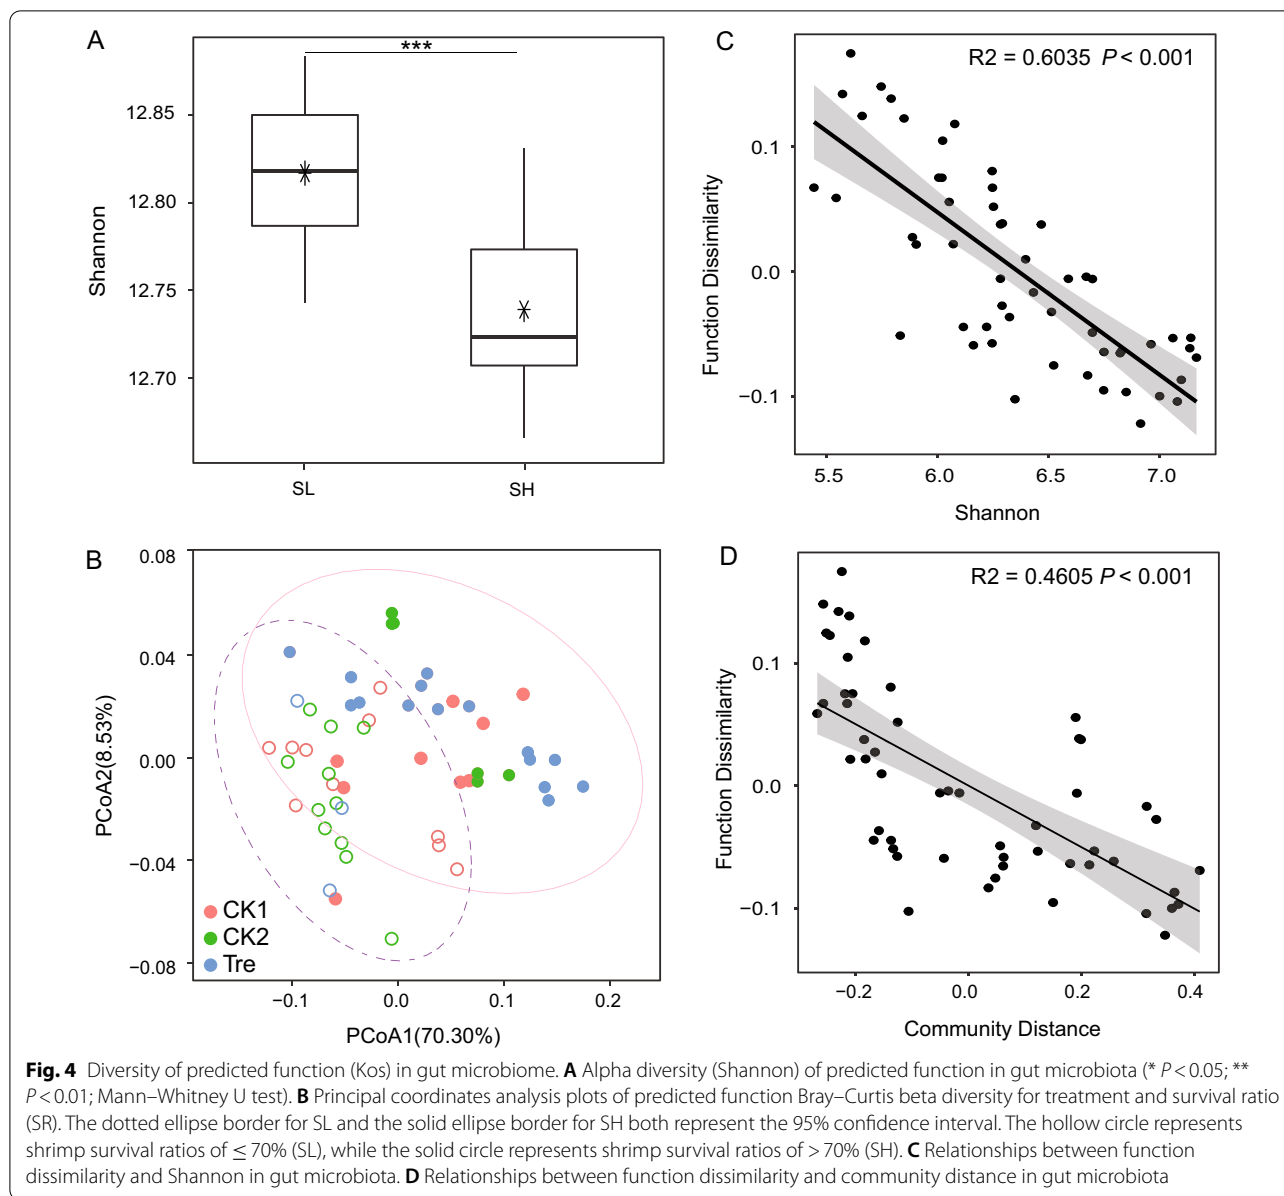 A
***
Shannon
12.85
12.80
12.75
12.70
SL
SH
C
R2 = 0.6035 P < 0.001
Function Dissimilarity
0.1
0.0
−0.1
5.5
6.0
6.5
7.0
Shannon
B
PCoA2(8.53%)
0.08
0.04
0.00
−0.04
−0.08
CK1
CK2
Tre
−0.1
0.0
0.1
0.2
PCoA1(70.30%)
D
R2 = 0.4605 P < 0.001
Function Dissimilarity
0.1
0.0
−0.1
−0.2
0.0
0.2
0.4
Community Distance
Fig. 4 Diversity of predicted function (Kos) in gut microbiome. A Alpha diversity (Shannon) of predicted function in gut microbiota (* P < 0.05; **
P < 0.01; Mann–Whitney U test). B Principal coordinates analysis plots of predicted function Bray–Curtis beta diversity for treatment and survival ratio
(SR). The dotted ellipse border for SL and the solid ellipse border for SH both represent the 95% confidence interval. The hollow circle represents
shrimp survival ratios of ≤ 70% (SL), while the solid circle represents shrimp survival ratios of > 70% (SH). C Relationships between function
dissimilarity and Shannon in gut microbiota. D Relationships between function dissimilarity and community distance in gut microbiota